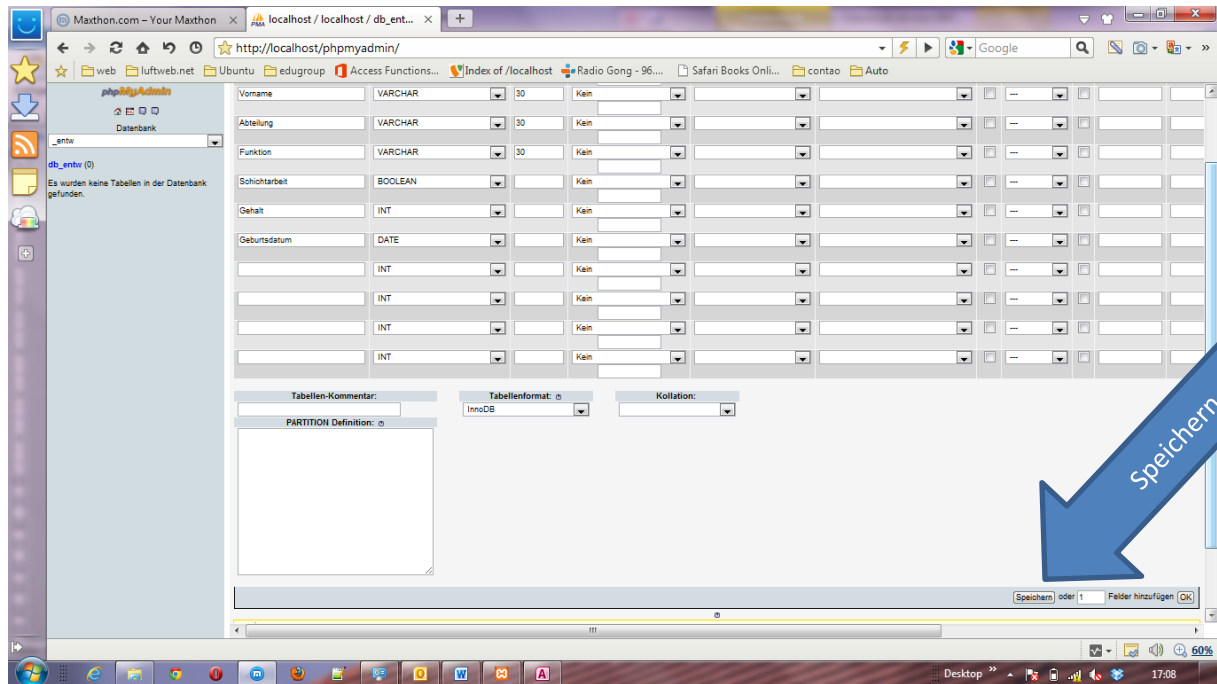 Maxthon.com – Your Maxthon
localhost / localhost / db_ent...
http://localhost/phpmyadmin/
Google
web luftweb.net Ubuntu edugroup Access Functions... Index of /localhost Radio Gong - 96.... Safari Books Onli... contao Auto
phpMyAdmin
Datenbank
_entw
db_entw (0)
Es wurden keine Tabellen in der Datenbank
gefunden.
Vorname VARCHAR 30 Kein ---
Abteilung VARCHAR 30 Kein ---
Funktion VARCHAR 30 Kein ---
Schichtarbeit BOOLEAN Kein ---
Gehalt INT Kein ---
Geburtsdatum DATE Kein ---
INT Kein ---
INT Kein ---
INT Kein ---
INT Kein ---
Tabellen-Kommentar: Tabellenformat: Kollation:
InnoDB
PARTITION Definition:
Speichern
Speichern oder 1 Felder hinzufügen OK
60%
Desktop 17:08